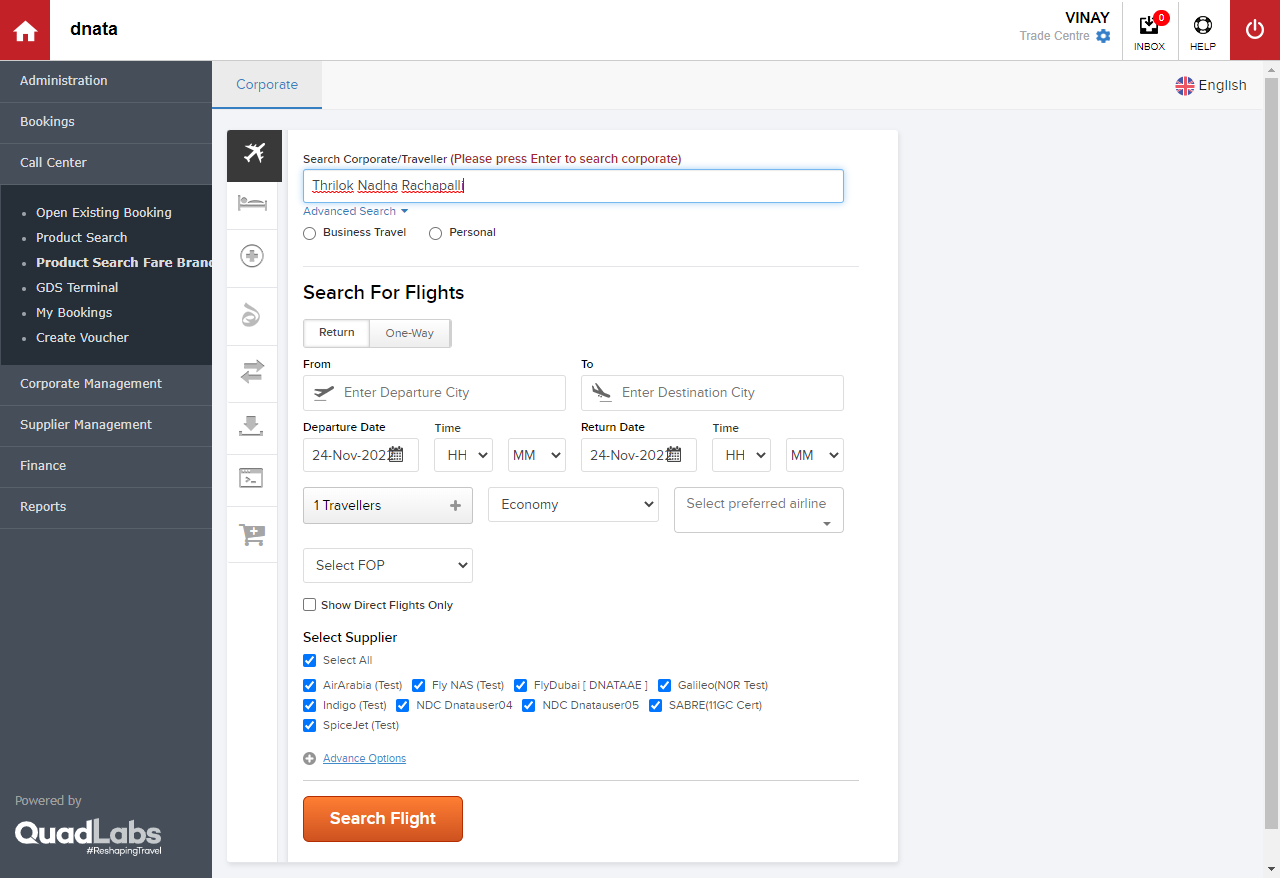 dnata
VINAY
Trade Centre
0
INBOX
HELP
Administration
Bookings
Call Center
Open Existing Booking
Product Search
Product Search Fare Brand
GDS Terminal
My Bookings
Create Voucher
Corporate Management
Supplier Management
Finance
Reports
Powered by
QuadLabs
#ReshapingTravel
Corporate
English
Search Corporate/Traveller (Please press Enter to search corporate)
Thrilok Nadha Rachapalli
Advanced Search
Business Travel Personal
Search For Flights
Return One-Way
From To
Enter Departure City Enter Destination City
Departure Date Time Return Date Time
24-Nov-2022 HH MM 24-Nov-2022 HH MM
1 Travellers Economy Select preferred airline
Select FOP
Show Direct Flights Only
Select Supplier
Select All
AirArabia (Test) Fly NAS (Test) FlyDubai [ DNATAAE ] Galileo(N0R Test)
Indigo (Test) NDC Dnatauser04 NDC Dnatauser05 SABRE(11GC Cert)
SpiceJet (Test)
Advance Options
Search Flight